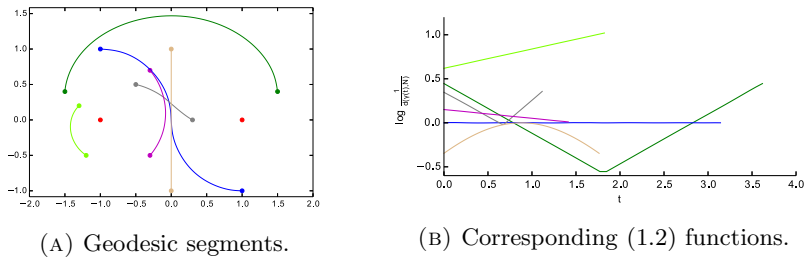 1.5
1.0
0.5
0.0
−0.5
−1.0
−2.0 −1.5 −1.0 −0.5 0.0 0.5 1.0 1.5 2.0
(A) Geodesic segments.
1.0
0.5
0.0
−0.5
log 1/d(γ(t),N)
0.0 0.5 1.0 1.5 2.0 2.5 3.0 3.5 4.0
t
(B) Corresponding (1.2) functions.